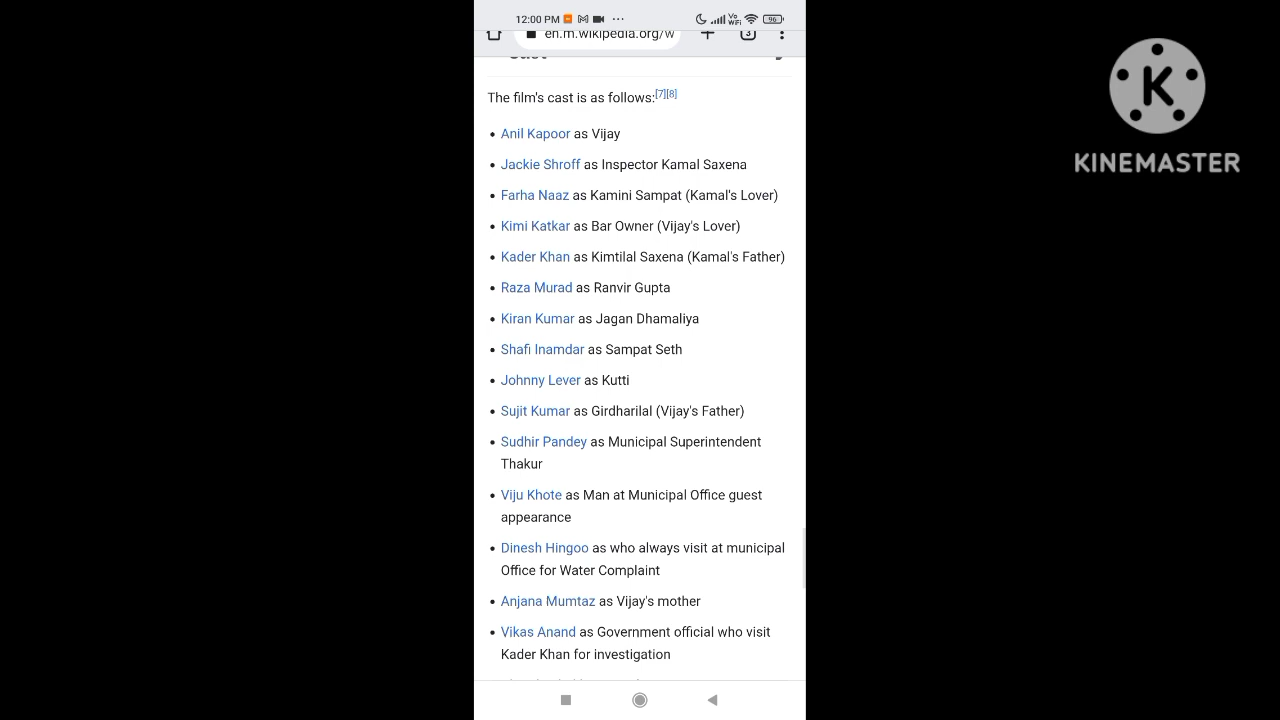 12:00 PM
Vo
WiFi
96
en.m.wikipedia.org/w
3
Cast
The film's cast is as follows:[7][8]
• Anil Kapoor as Vijay
• Jackie Shroff as Inspector Kamal Saxena
• Farha Naaz as Kamini Sampat (Kamal's Lover)
• Kimi Katkar as Bar Owner (Vijay's Lover)
• Kader Khan as Kimtilal Saxena (Kamal's Father)
• Raza Murad as Ranvir Gupta
• Kiran Kumar as Jagan Dhamaliya
• Shafi Inamdar as Sampat Seth
• Johnny Lever as Kutti
• Sujit Kumar as Girdharilal (Vijay's Father)
• Sudhir Pandey as Municipal Superintendent
Thakur
• Viju Khote as Man at Municipal Office guest
appearance
• Dinesh Hingoo as who always visit at municipal
Office for Water Complaint
• Anjana Mumtaz as Vijay's mother
• Vikas Anand as Government official who visit
Kader Khan for investigation
K
KINEMASTER